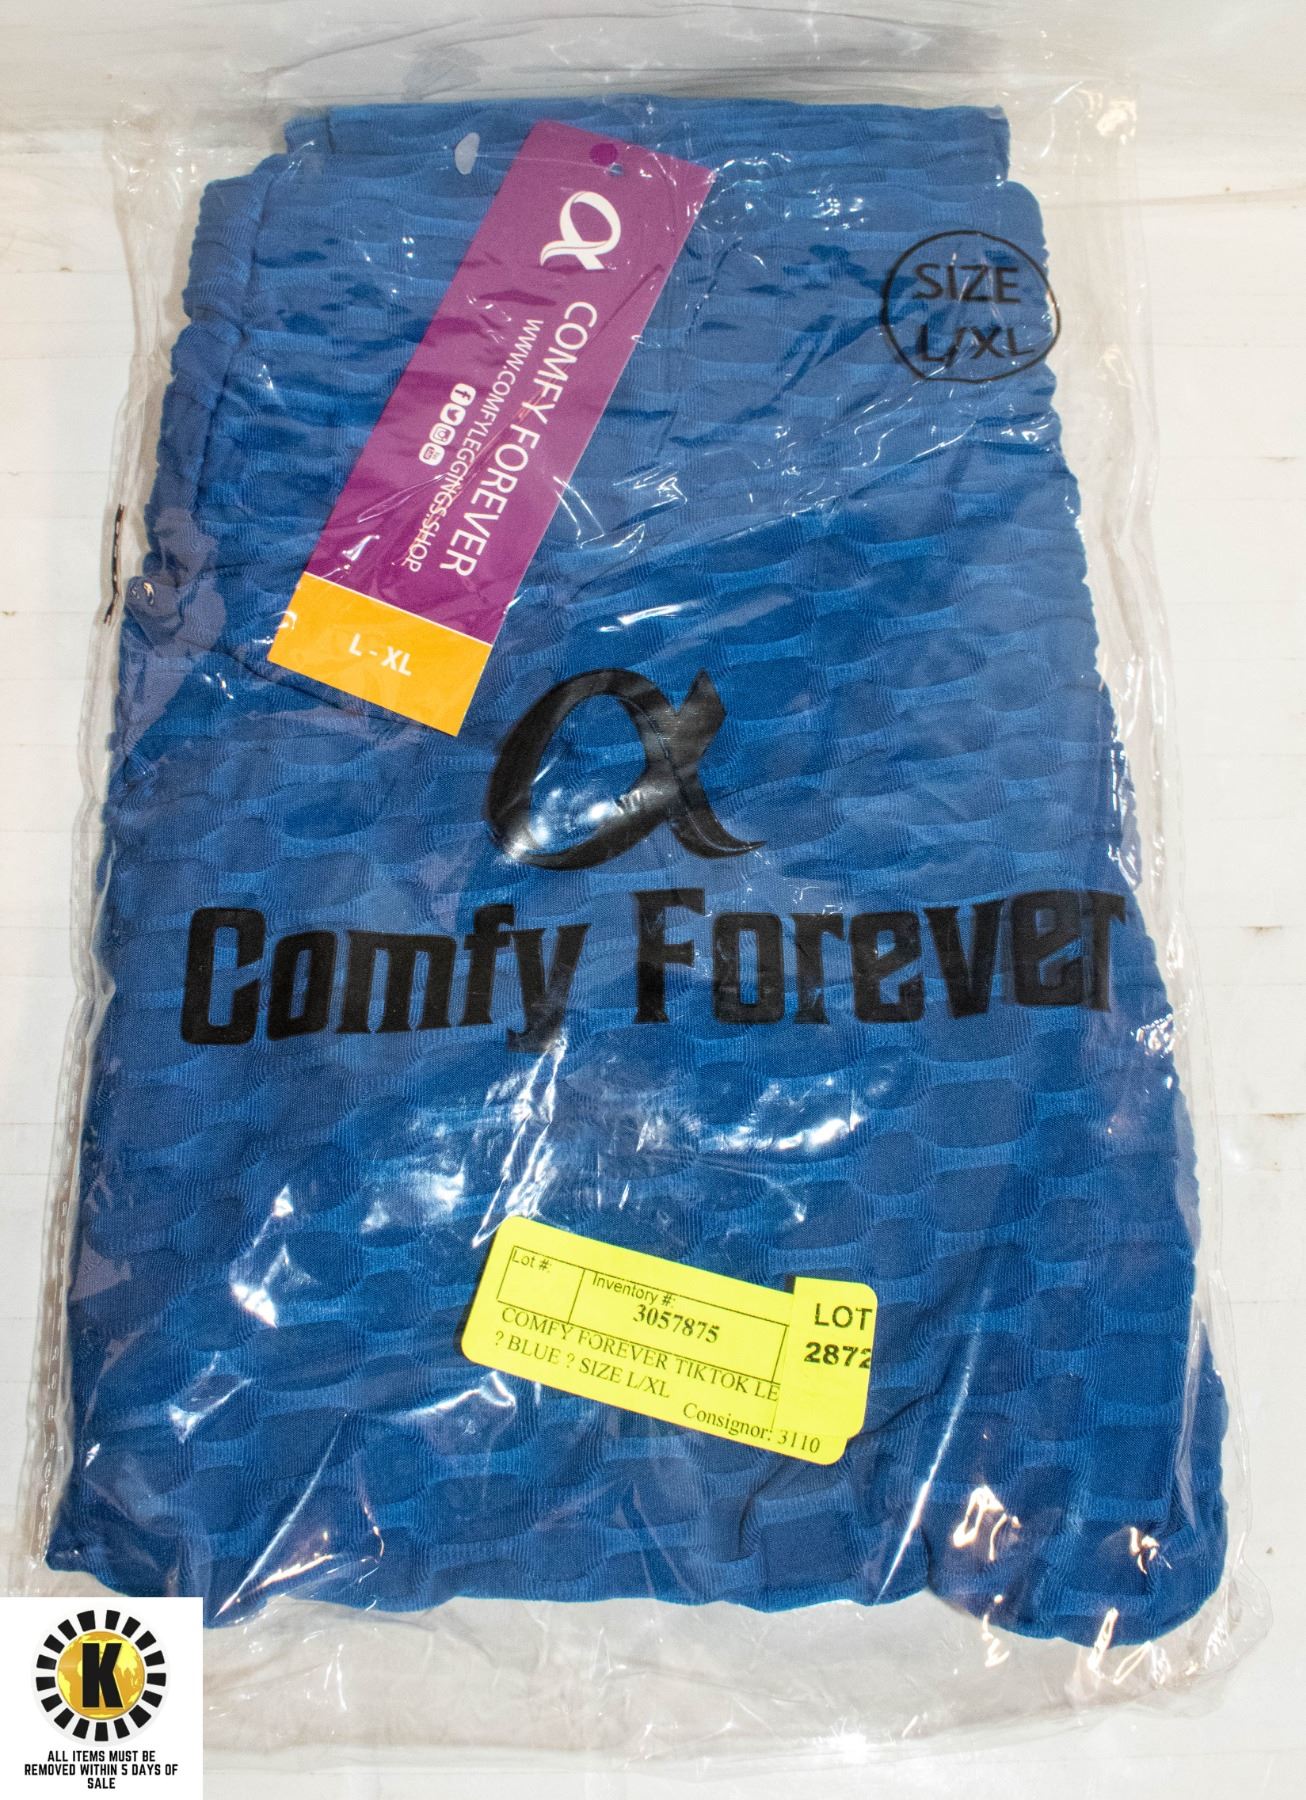 SIZE
L/XL
COMFY FOREVER
WWW.COMFYLEGGINGS.SHOP
L - XL
Comfy Forever
Lot #:
Inventory #:
3057875
LOT
2872
COMFY FOREVER TIKTOK LE
? BLUE ? SIZE L/XL
Consignor: 3110
K
ALL ITEMS MUST BE
REMOVED WITHIN 5 DAYS OF
SALE